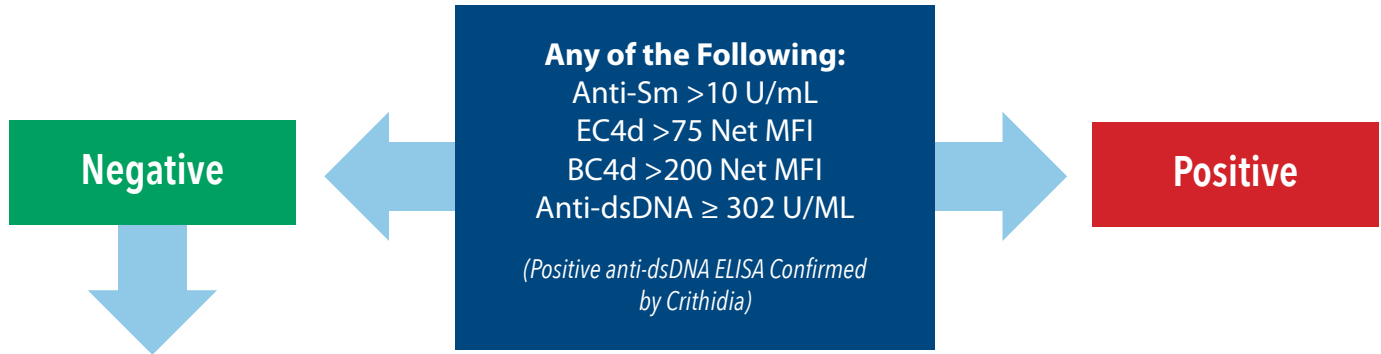 Any of the Following:
Anti-Sm >10 U/mL
EC4d >75 Net MFI
BC4d >200 Net MFI
Anti-dsDNA ≥ 302 U/ML
(Positive anti-dsDNA ELISA Confirmed
by Crithidia)
Negative
Positive